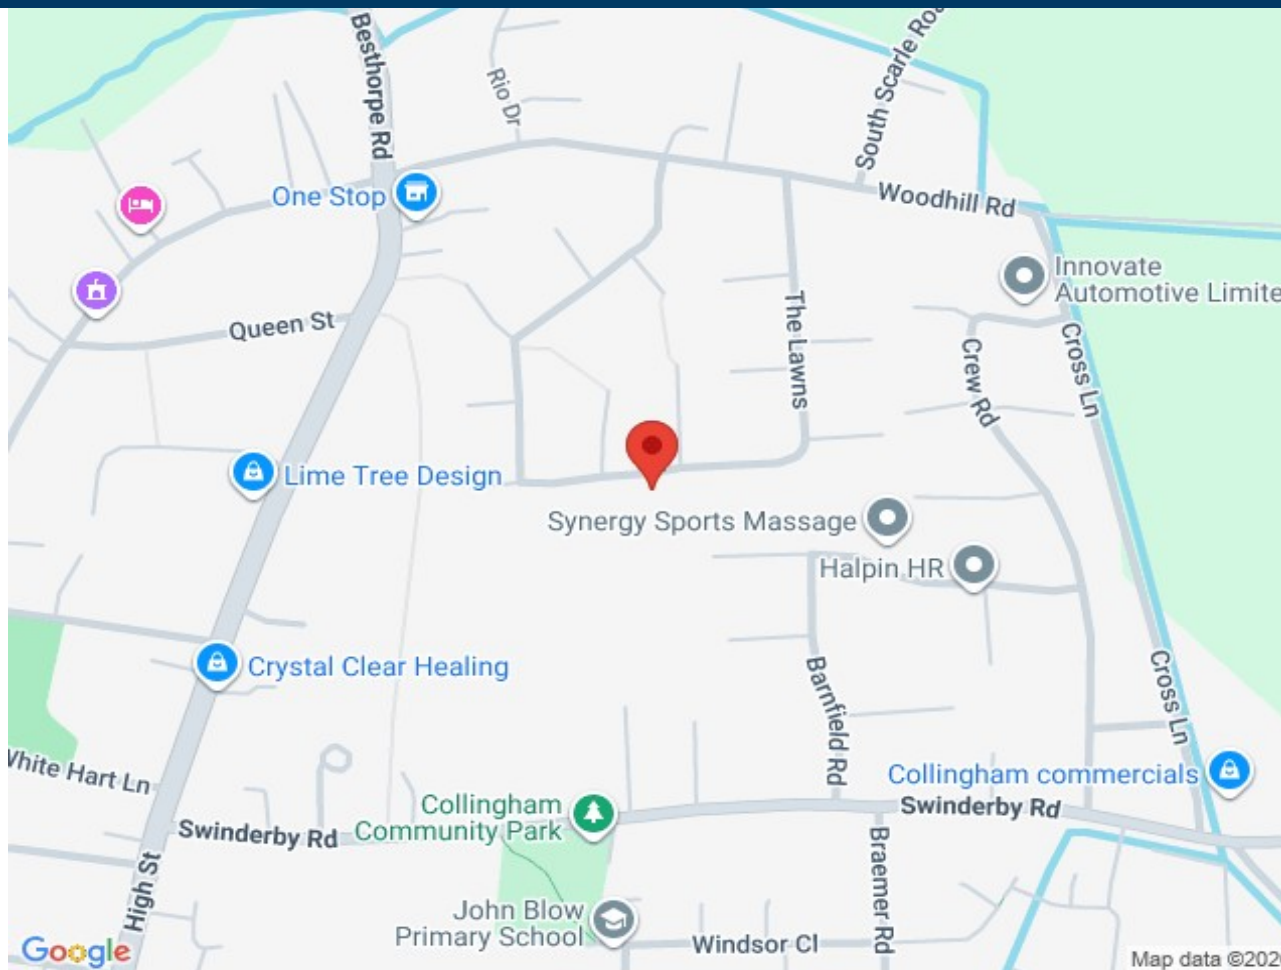 Besthorpe Rd
Rio Dr
South Scarle Roa
One Stop
Woodhill Rd
Innovate
Automotive Limite
Queen St
The Lawns
Crew Rd
Cross Ln
Lime Tree Design
Synergy Sports Massage
Halpin HR
Crystal Clear Healing
Barnfield Rd
Cross Ln
White Hart Ln
Collingham commercials
Collingham
Community Park
Swinderby Rd
Swinderby Rd
High St
Braemer Rd
John Blow
Primary School
Windsor Cl
Google
Map data ©202